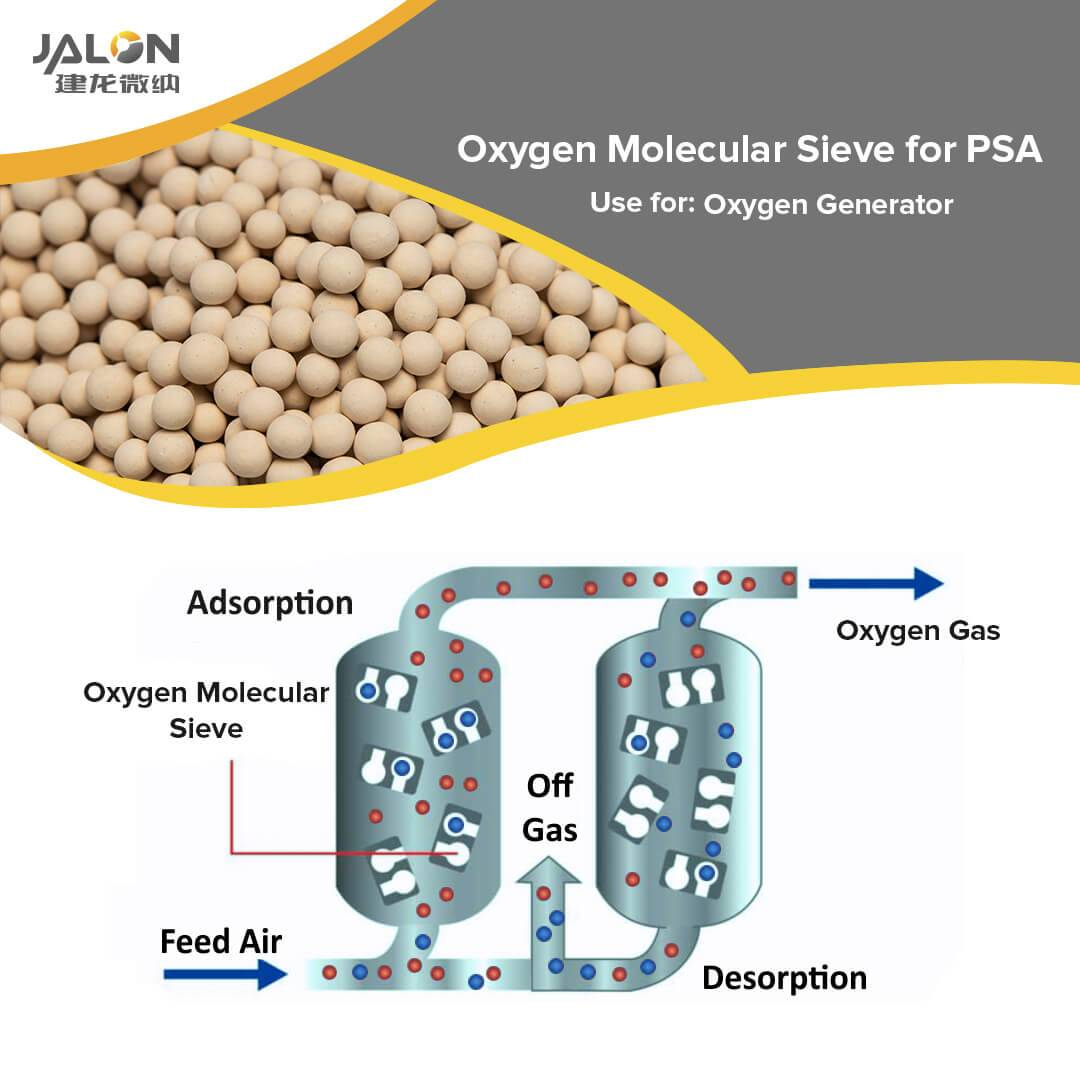 JALON
建龙微纳
Oxygen Molecular Sieve for PSA
Use for: Oxygen Generator
Adsorption
Oxygen Gas
Oxygen Molecular
Sieve
Off
Gas
Feed Air
Desorption